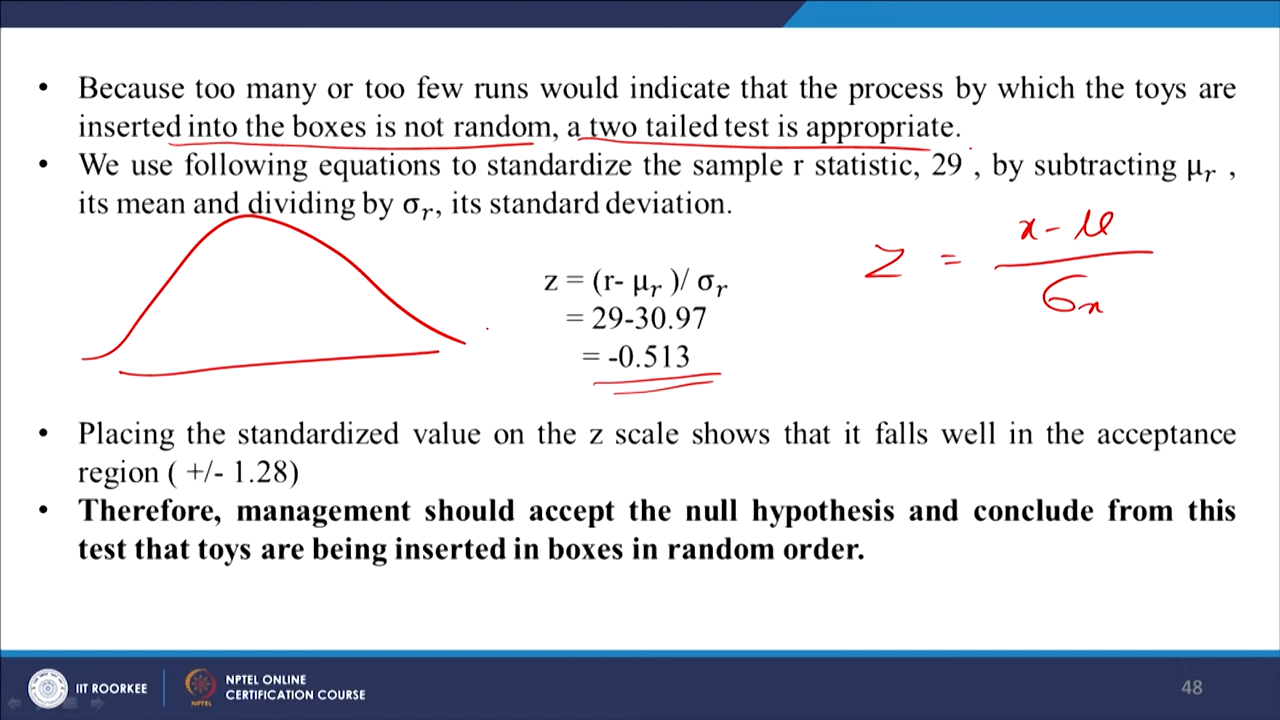 • Because too many or too few runs would indicate that the process by which the toys are
inserted into the boxes is not random, a two tailed test is appropriate.
• We use following equations to standardize the sample r statistic, 29 , by subtracting μᵣ ,
its mean and dividing by σᵣ, its standard deviation.
z = (r- μᵣ )/ σᵣ
= 29-30.97
= -0.513
Z = x - μ
σx
• Placing the standardized value on the z scale shows that it falls well in the acceptance
region ( +/- 1.28)
• Therefore, management should accept the null hypothesis and conclude from this
test that toys are being inserted in boxes in random order.
IIT ROORKEE
NPTEL
NPTEL ONLINE
CERTIFICATION COURSE
48